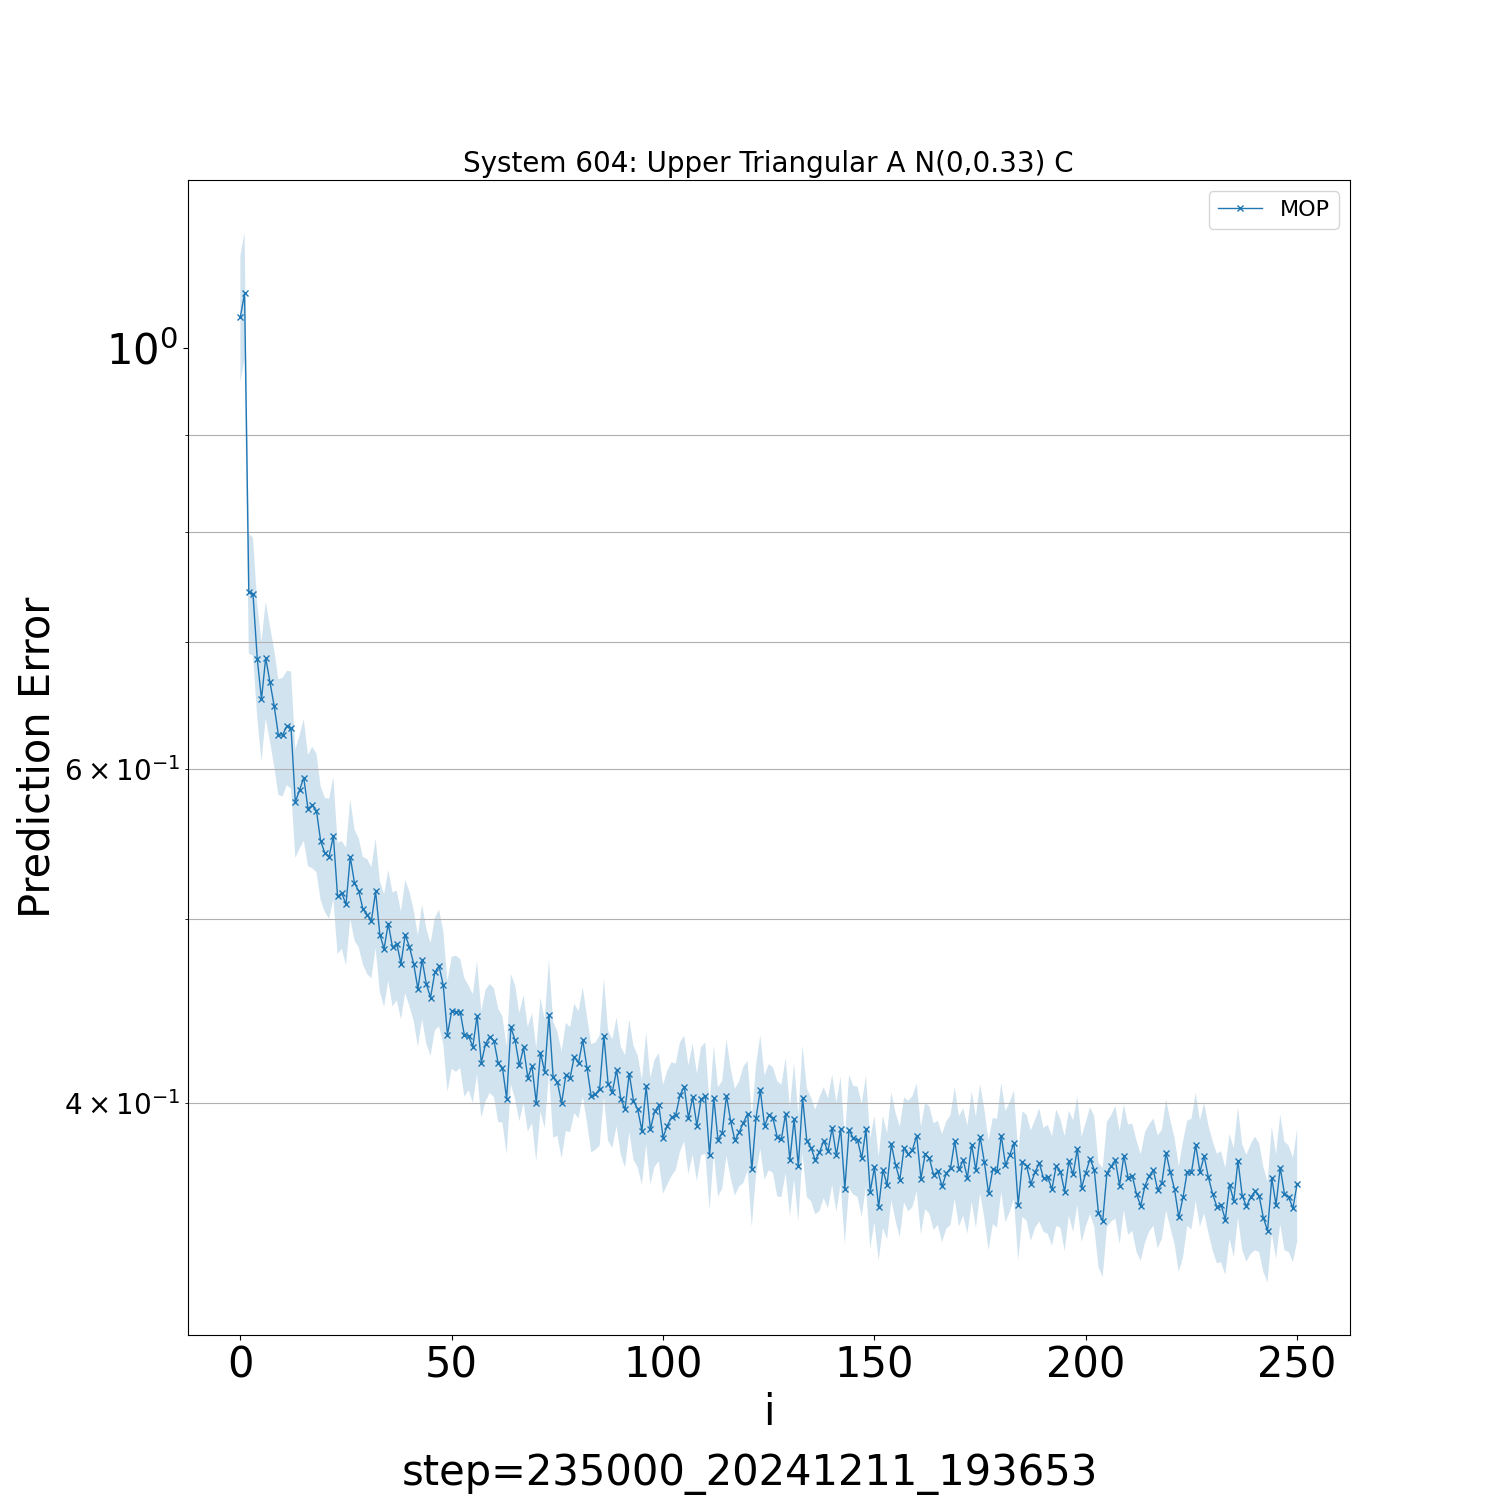 System 604: Upper Triangular A N(0,0.33) C
MOP
10⁰
6 × 10⁻¹
4 × 10⁻¹
Prediction Error
0 50 100 150 200 250
i
step=235000_20241211_193653